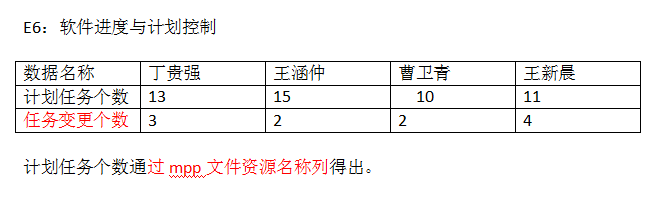 E6：软件进度与计划控制
数据名称 丁贵强 王涵仲 曹卫青 王新晨
计划任务个数 13 15 10 11
任务变更个数 3 2 2 4
计划任务个数通过 mpp 文件资源名称列得出。